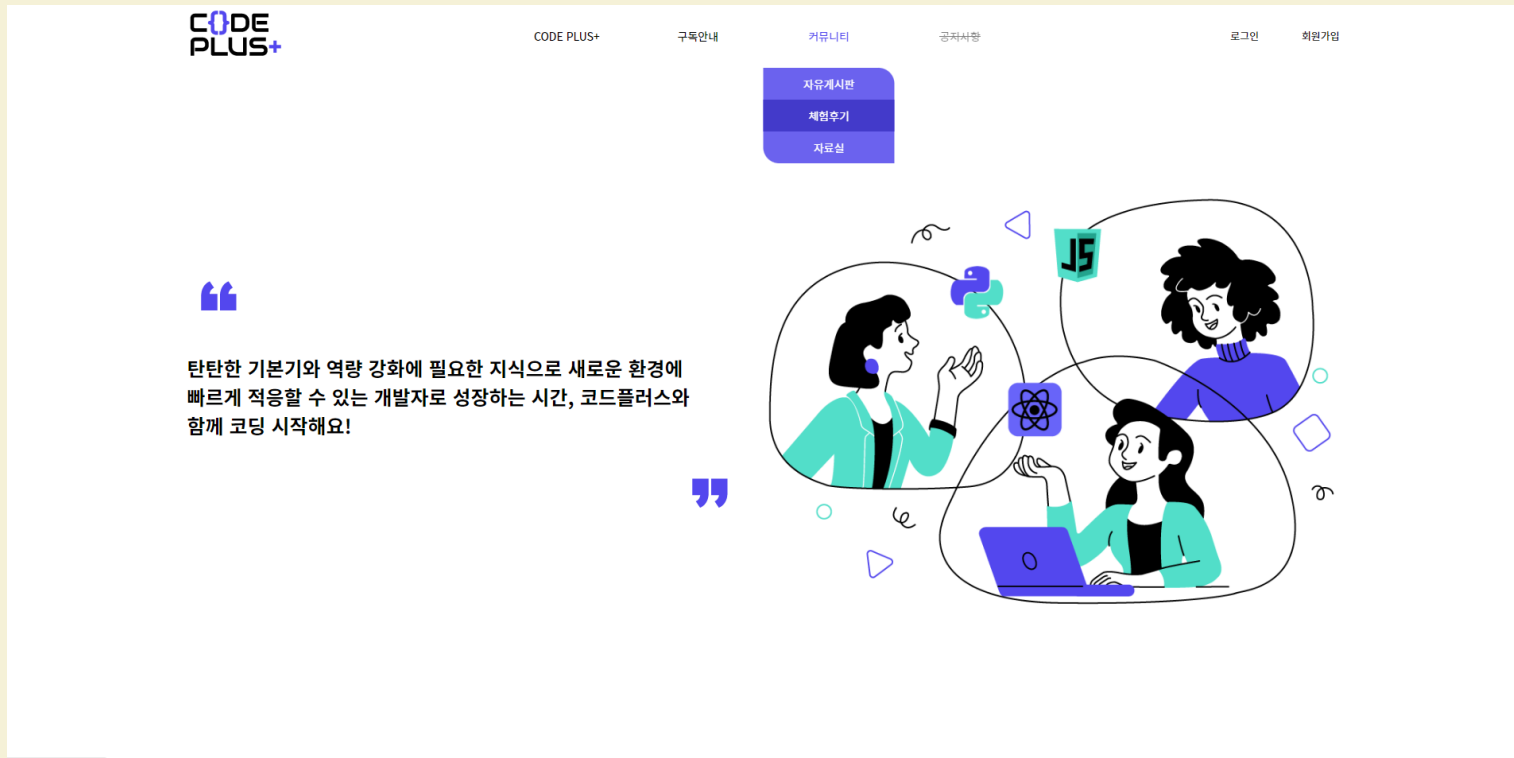 C{}DE
PLUS+
CODE PLUS+
구독안내
커뮤니티
공지사항
로그인
회원가입
자유게시판
체험후기
자료실
JS
❝
탄탄한 기본기와 역량 강화에 필요한 지식으로 새로운 환경에
빠르게 적응할 수 있는 개발자로 성장하는 시간, 코드플러스와
함께 코딩 시작해요!
❞